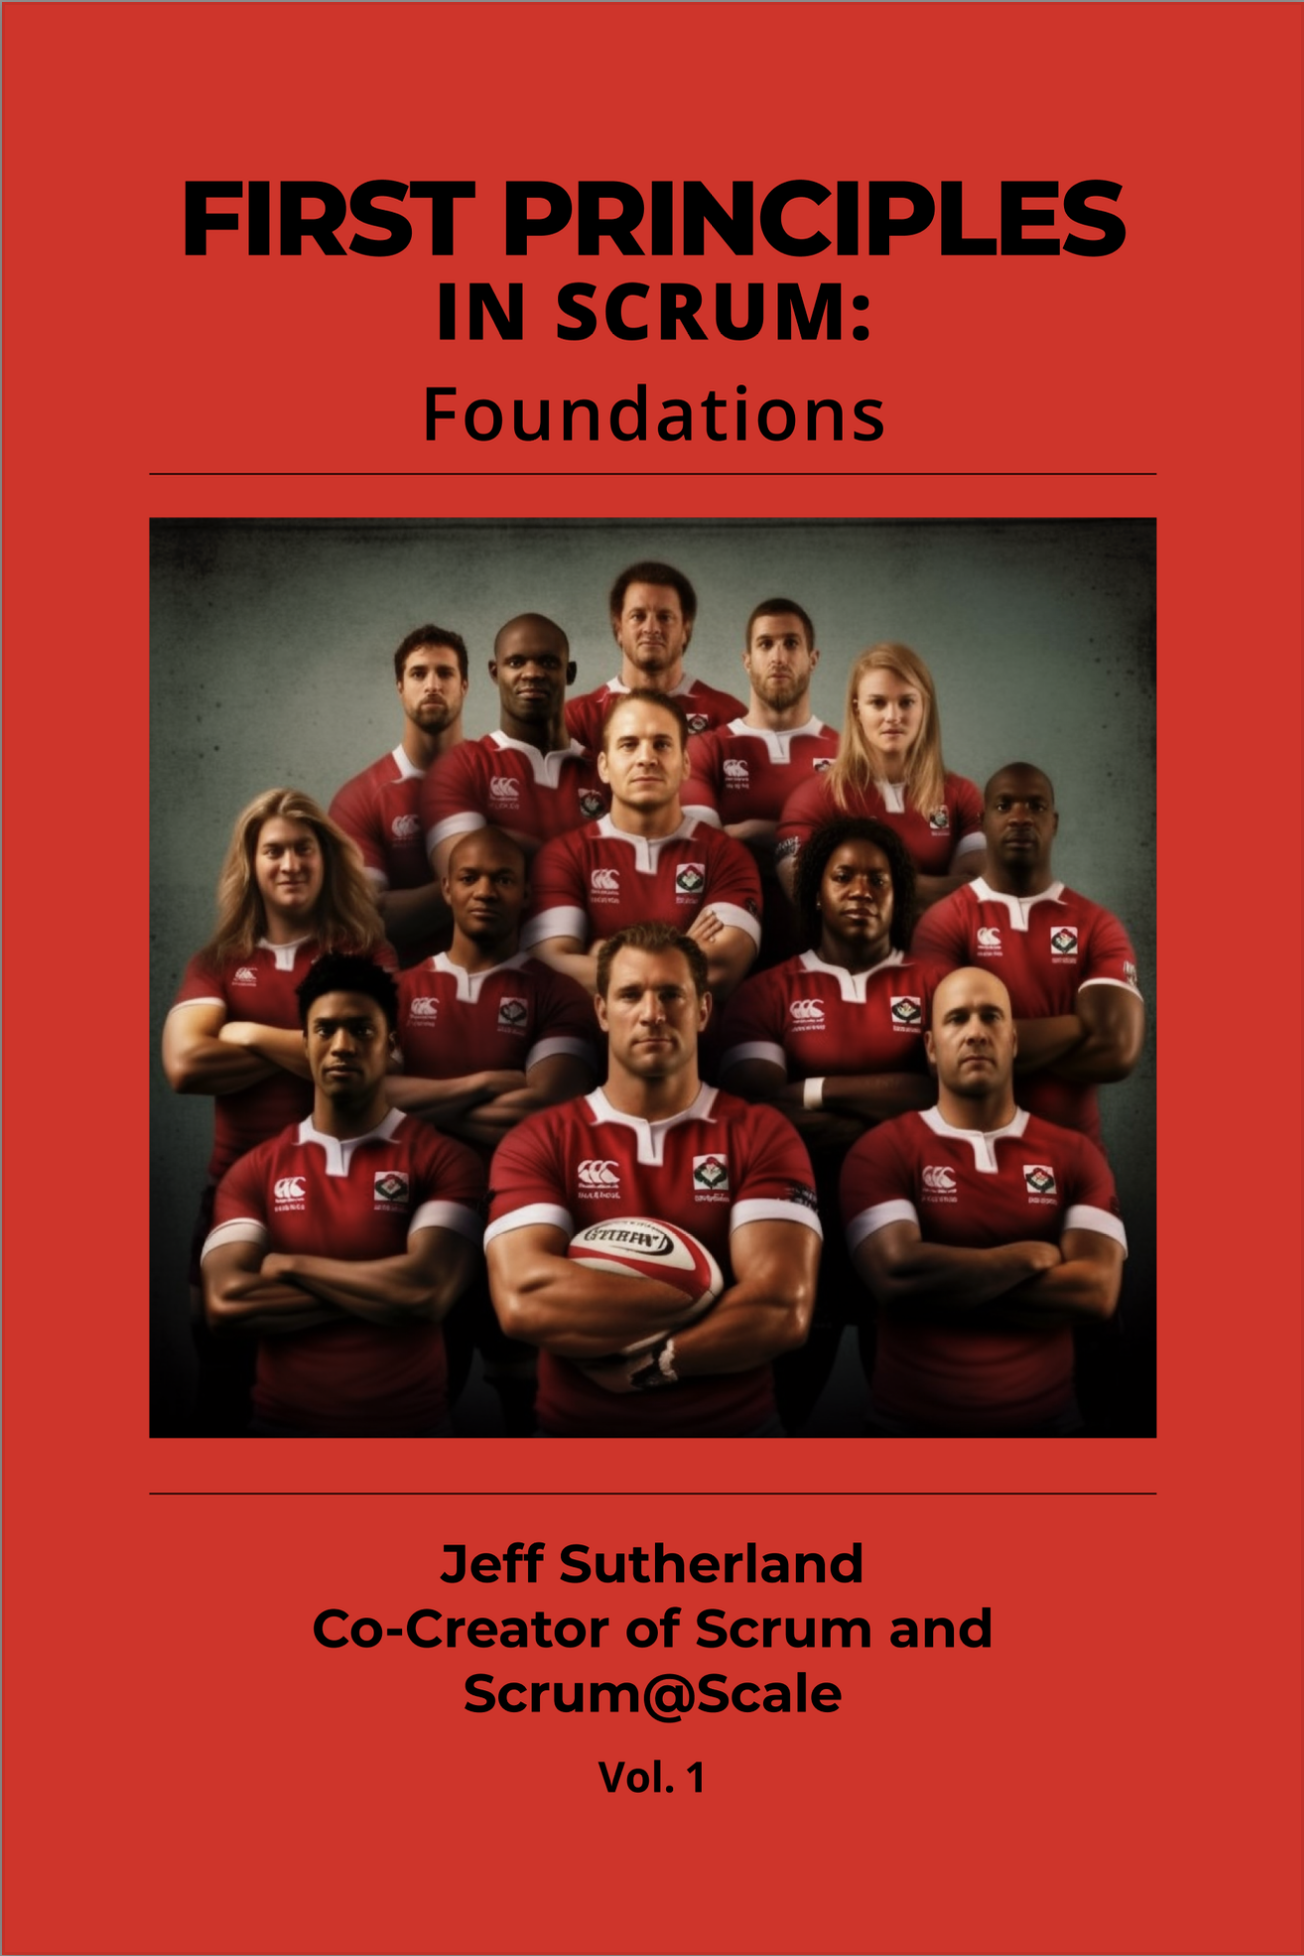 FIRST PRINCIPLES
IN SCRUM:
Foundations
Jeff Sutherland
Co-Creator of Scrum and
Scrum@Scale
Vol. 1